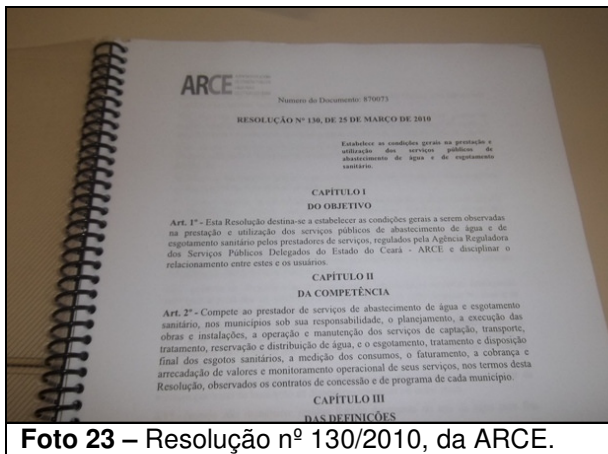 ARCE
Numero do Documento: 870073
RESOLUÇÃO Nº 130, DE 25 DE MARÇO DE 2010
Estabelece as condições gerais na prestação e
utilização dos serviços públicos de
abastecimento de água e de esgotamento
sanitário.
CAPÍTULO I
DO OBJETIVO
Art. 1º - Esta Resolução destina-se a estabelecer as condições gerais a serem observadas
na prestação e utilização dos serviços públicos de abastecimento de água e de
esgotamento sanitário pelos prestadores de serviços, regulados pela Agência Reguladora
dos Serviços Públicos Delegados do Estado do Ceará - ARCE e disciplinar o
relacionamento entre estes e os usuários.
CAPÍTULO II
DA COMPETÊNCIA
Art. 2º - Compete ao prestador de serviços de abastecimento de água e esgotamento
sanitário, nos municípios sob sua responsabilidade, o planejamento, a execução das
obras e instalações, a operação e manutenção dos serviços de captação, transporte,
tratamento, reservação e distribuição de água, e o esgotamento, tratamento e disposição
final dos esgotos sanitários, a medição dos consumos, o faturamento, a cobrança e
arrecadação de valores e monitoramento operacional de seus serviços, nos termos desta
Resolução, observados os contratos de concessão e de programa de cada município.
CAPÍTULO III
DAS DEFINIÇÕES
Foto 23 – Resolução nº 130/2010, da ARCE.